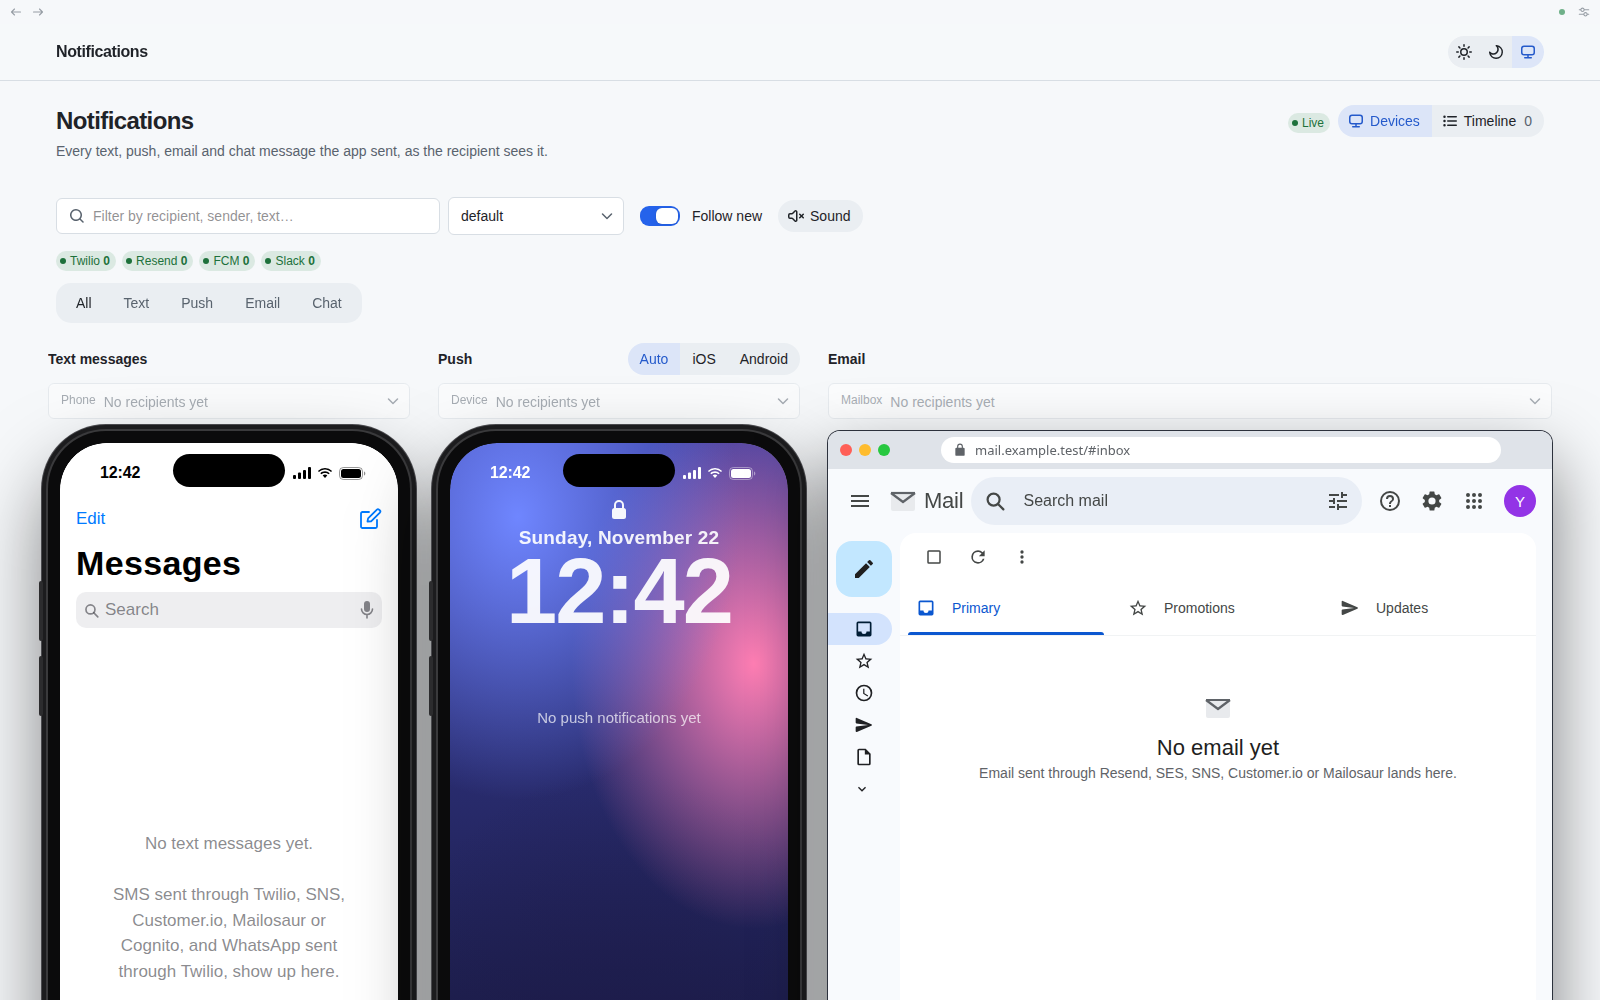 Notifications
Notifications
Every text, push, email and chat message the app sent, as the recipient sees it.
Live
Devices
Timeline 0
Filter by recipient, sender, text…
default
Follow new
Sound
Twilio 0
Resend 0
FCM 0
Slack 0
All
Text
Push
Email
Chat
Text messages
Phone No recipients yet
12:42
Edit
Messages
Search
No text messages yet.
SMS sent through Twilio, SNS,
Customer.io, Mailosaur or
Cognito, and WhatsApp sent
through Twilio, show up here.
Push
Auto
iOS
Android
Device No recipients yet
12:42
Sunday, November 22
12:42
No push notifications yet
Email
Mailbox No recipients yet
mail.example.test/#inbox
Mail
Search mail
Y
Primary
Promotions
Updates
No email yet
Email sent through Resend, SES, SNS, Customer.io or Mailosaur lands here.